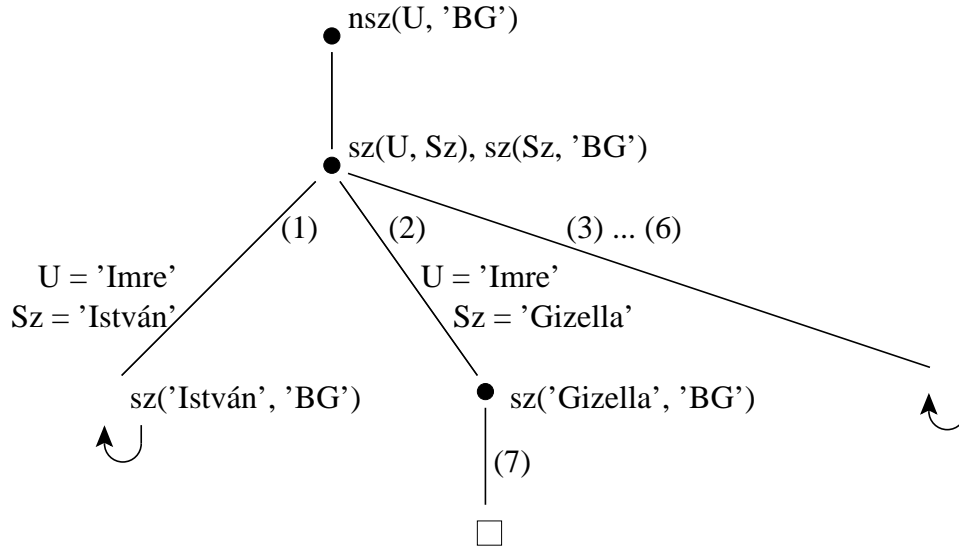 nsz(U, ’BG’)
sz(U, Sz), sz(Sz, ’BG’)
(1)
(2)
(3) ... (6)
U = ’Imre’
Sz = ’István’
U = ’Imre’
Sz = ’Gizella’
sz(’István’, ’BG’)
sz(’Gizella’, ’BG’)
(7)